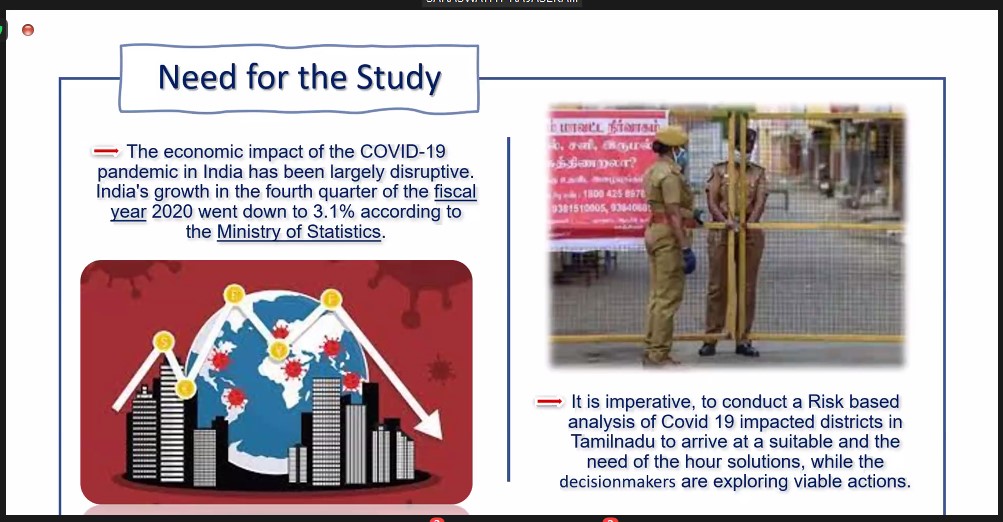 Need for the Study
The economic impact of the COVID-19
pandemic in India has been largely disruptive.
India's growth in the fourth quarter of the fiscal
year 2020 went down to 3.1% according to
the Ministry of Statistics.
மாவட்ட நிர்வாகம்
சனி, இருமல்
1800 425
It is imperative, to conduct a Risk based
analysis of Covid 19 impacted districts in
Tamilnadu to arrive at a suitable and the
need of the hour solutions, while the
decisionmakers are exploring viable actions.